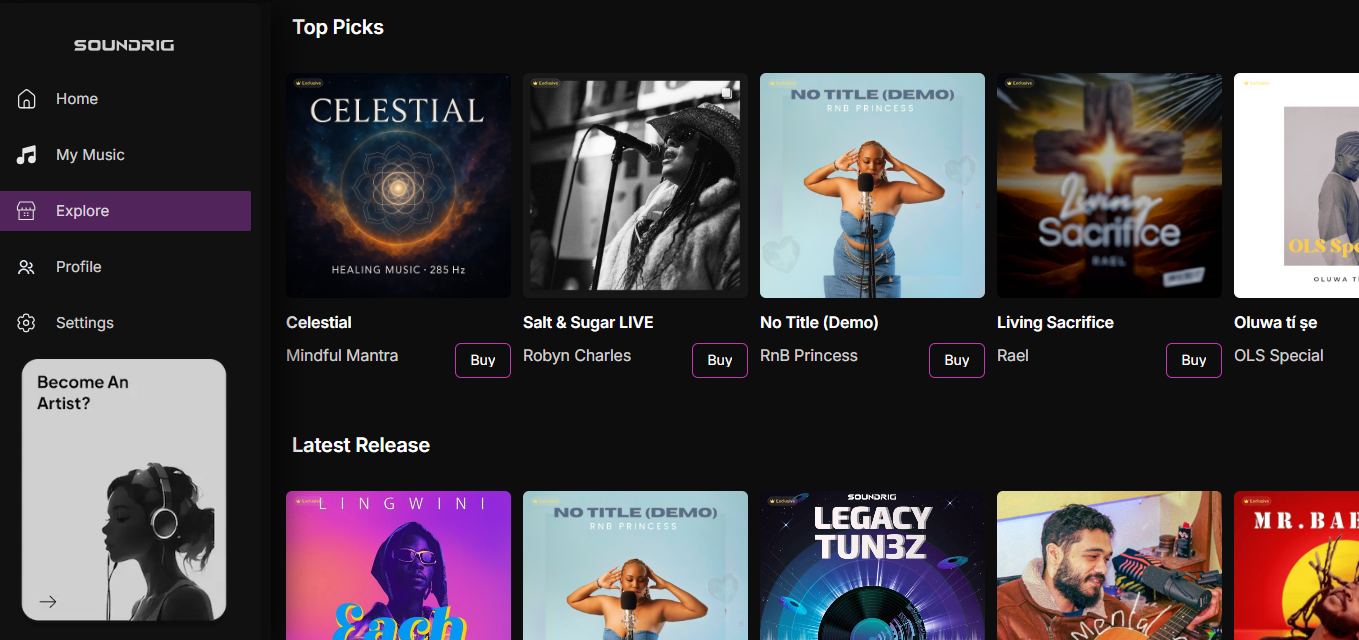 SOUNDRIG
Home
My Music
Explore
Profile
Settings
Become An
Artist?
Top Picks
Exclusive
CELESTIAL
HEALING MUSIC · 285 Hz
Celestial
Mindful Mantra
Buy
Exclusive
Salt & Sugar LIVE
Robyn Charles
Buy
Exclusive
NO TITLE (DEMO)
RNB PRINCESS
No Title (Demo)
RnB Princess
Buy
Exclusive
Living
Sacrifice
RAEL
Living Sacrifice
Rael
Buy
Exclusive
OLS Spe
OLUWA T
Oluwa tí ṣe
OLS Special
Latest Release
Exclusive
LINGWINI
Each
Exclusive
NO TITLE (DEMO)
RNB PRINCESS
Exclusive
SOUNDRIG
LEGACY
TUN3Z
Mental
Exclusive
MR.BAB